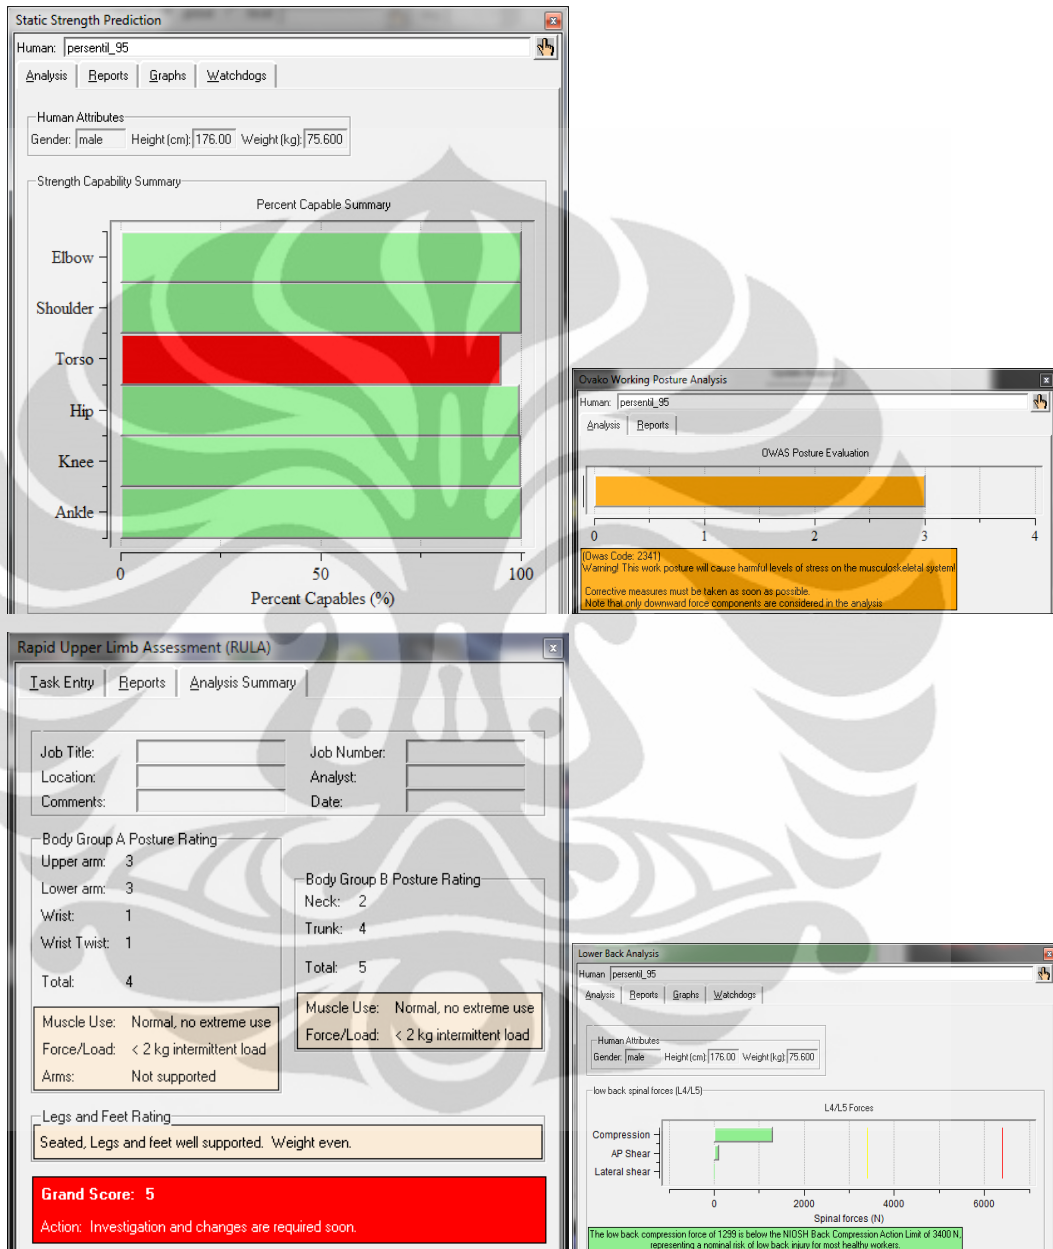 Static Strength Prediction
Human: persentil_95
Analysis Reports Graphs Watchdogs
Human Attributes
Gender: male Height (cm): 176.00 Weight (kg): 75.600
Strength Capability Summary
Percent Capable Summary
Elbow
Shoulder
Torso
Hip
Knee
Ankle
0 50 100
Percent Capables (%)
Ovako Working Posture Analysis
Human: persentil_95
Analysis Reports
OWAS Posture Evaluation
0 1 2 3 4
(Owas Code: 2341)
Warning! This work posture will cause harmful levels of stress on the musculoskeletal system!
Corrective measures must be taken as soon as possible.
Note that only downward force components are considered in the analysis
Rapid Upper Limb Assessment (RULA)
Task Entry Reports Analysis Summary
Job Title: Job Number:
Location: Analyst:
Comments: Date:
Body Group A Posture Rating
Upper arm: 3
Lower arm: 3
Wrist: 1
Wrist Twist: 1
Total: 4
Muscle Use: Normal, no extreme use
Force/Load: < 2 kg intermittent load
Arms: Not supported
Body Group B Posture Rating
Neck: 2
Trunk: 4
Total: 5
Muscle Use: Normal, no extreme use
Force/Load: < 2 kg intermittent load
Legs and Feet Rating
Seated, Legs and feet well supported. Weight even.
Grand Score: 5
Action: Investigation and changes are required soon.
Lower Back Analysis
Human persentil_95
Analysis Reports Graphs Watchdogs
Human Attributes
Gender: male Height (cm): 176.00 Weight (kg): 75.600
low back spinal forces (L4/L5)
L4/L5 Forces
Compression
AP Shear
Lateral shear
0 2000 4000 6000
Spinal forces (N)
The low back compression force of 1299 is below the NIOSH Back Compression Action Limit of 3400 N,
representing a nominal risk of low back injury for most healthy workers.